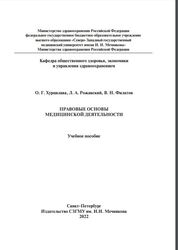 Министерство здравоохранения Российской Федерации
федеральное государственное бюджетное образовательное учреждение
высшего образования «Северо-Западный государственный
медицинский университет имени И. И. Мечникова»
Министерства здравоохранения Российской Федерации
Кафедра общественного здоровья, экономики
и управления здравоохранением
О. Г. Хурцилава, Л. А. Рожавский, В. Н. Филатов
ПРАВОВЫЕ ОСНОВЫ
МЕДИЦИНСКОЙ ДЕЯТЕЛЬНОСТИ
Учебное пособие
Санкт-Петербург
Издательство СЗГМУ им. И.И. Мечникова
2022